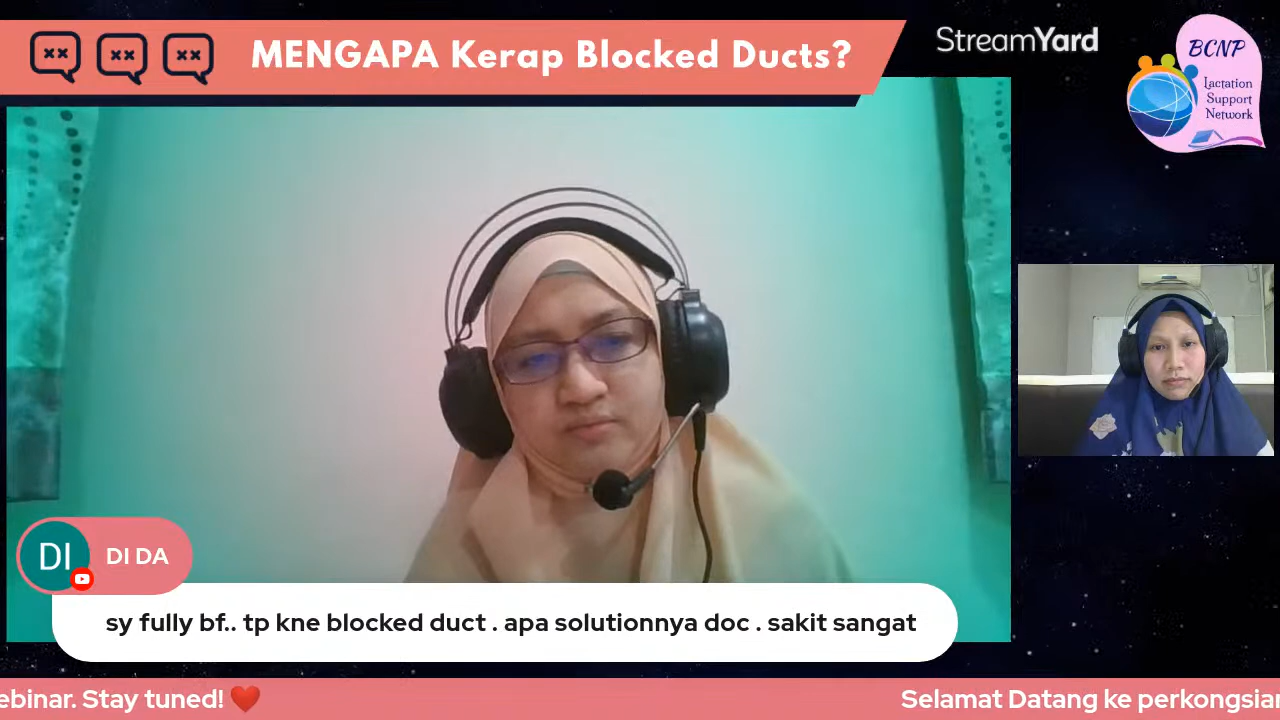 MENGAPA Kerap Blocked Ducts?
StreamYard
BCNP
Lactation
Support
Network
DI
DI DA
sy fully bf.. tp kne blocked duct . apa solutionnya doc . sakit sangat
ebinar. Stay tuned! ❤️
Selamat Datang ke perkongsian